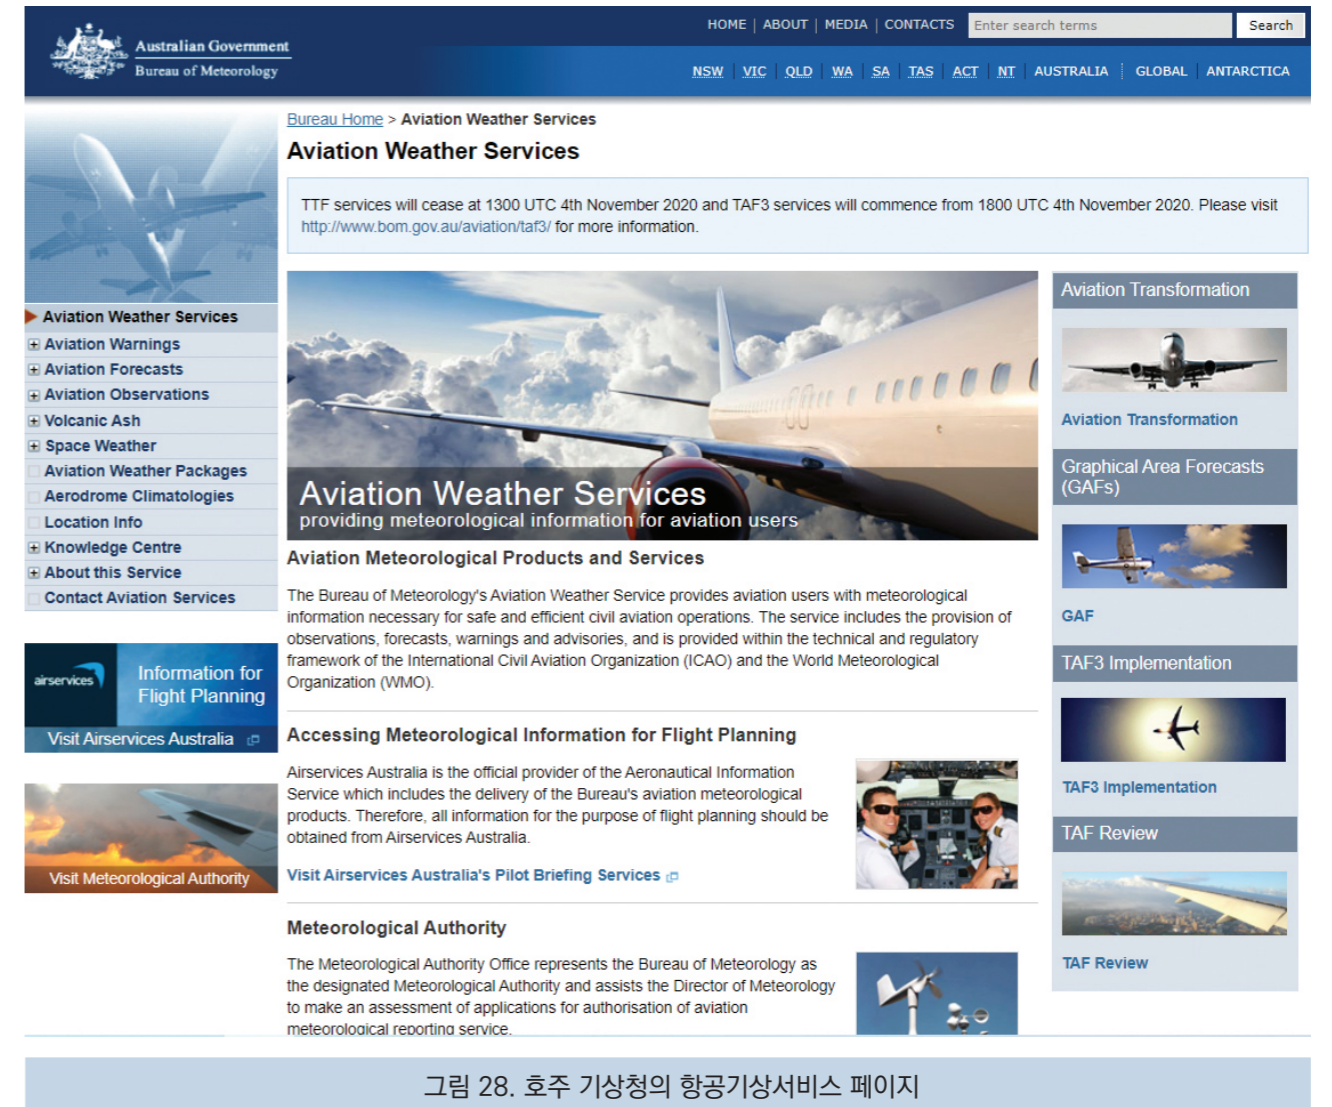 Australian Government
Bureau of Meteorology
HOME | ABOUT | MEDIA | CONTACTS
Enter search terms
Search
NSW | VIC | QLD | WA | SA | TAS | ACT | NT | AUSTRALIA | GLOBAL | ANTARCTICA
Bureau Home > Aviation Weather Services
Aviation Weather Services
TTF services will cease at 1300 UTC 4th November 2020 and TAF3 services will commence from 1800 UTC 4th November 2020. Please visit
http://www.bom.gov.au/aviation/taf3/ for more information.
Aviation Weather Services
Aviation Warnings
Aviation Forecasts
Aviation Observations
Volcanic Ash
Space Weather
Aviation Weather Packages
Aerodrome Climatologies
Location Info
Knowledge Centre
About this Service
Contact Aviation Services
airservices
Information for
Flight Planning
Visit Airservices Australia
Visit Meteorological Authority
Aviation Weather Services
providing meteorological information for aviation users
Aviation Meteorological Products and Services
The Bureau of Meteorology's Aviation Weather Service provides aviation users with meteorological
information necessary for safe and efficient civil aviation operations. The service includes the provision of
observations, forecasts, warnings and advisories, and is provided within the technical and regulatory
framework of the International Civil Aviation Organization (ICAO) and the World Meteorological
Organization (WMO).
Accessing Meteorological Information for Flight Planning
Airservices Australia is the official provider of the Aeronautical Information
Service which includes the delivery of the Bureau's aviation meteorological
products. Therefore, all information for the purpose of flight planning should be
obtained from Airservices Australia.
Visit Airservices Australia's Pilot Briefing Services
Meteorological Authority
The Meteorological Authority Office represents the Bureau of Meteorology as
the designated Meteorological Authority and assists the Director of Meteorology
to make an assessment of applications for authorisation of aviation
meteorological reporting service.
Aviation Transformation
Aviation Transformation
Graphical Area Forecasts
(GAFs)
GAF
TAF3 Implementation
TAF3 Implementation
TAF Review
TAF Review
그림 28. 호주 기상청의 항공기상서비스 페이지